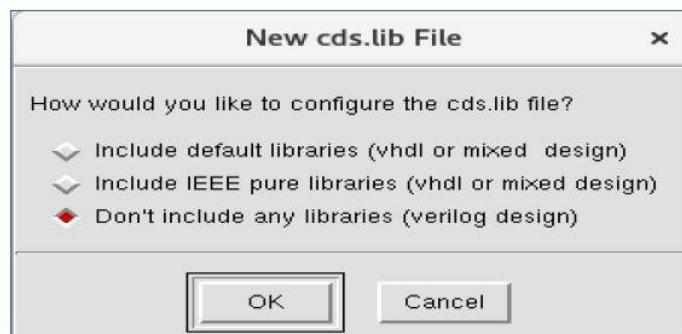 New cds.lib File
×
How would you like to configure the cds.lib file?
Include default libraries (vhdl or mixed design)
Include IEEE pure libraries (vhdl or mixed design)
Don't include any libraries (verilog design)
OK Cancel